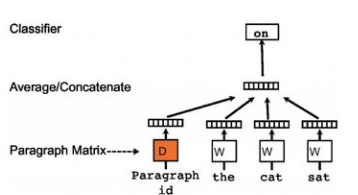 Classifier
on
Average/Concatenate
Paragraph Matrix
D W W W
Paragraph the cat sat
id